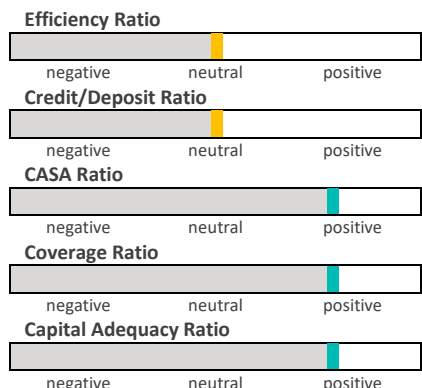 Efficiency Ratio
negative neutral positive
Credit/Deposit Ratio
negative neutral positive
CASA Ratio
negative neutral positive
Coverage Ratio
negative neutral positive
Capital Adequacy Ratio
negative neutral positive